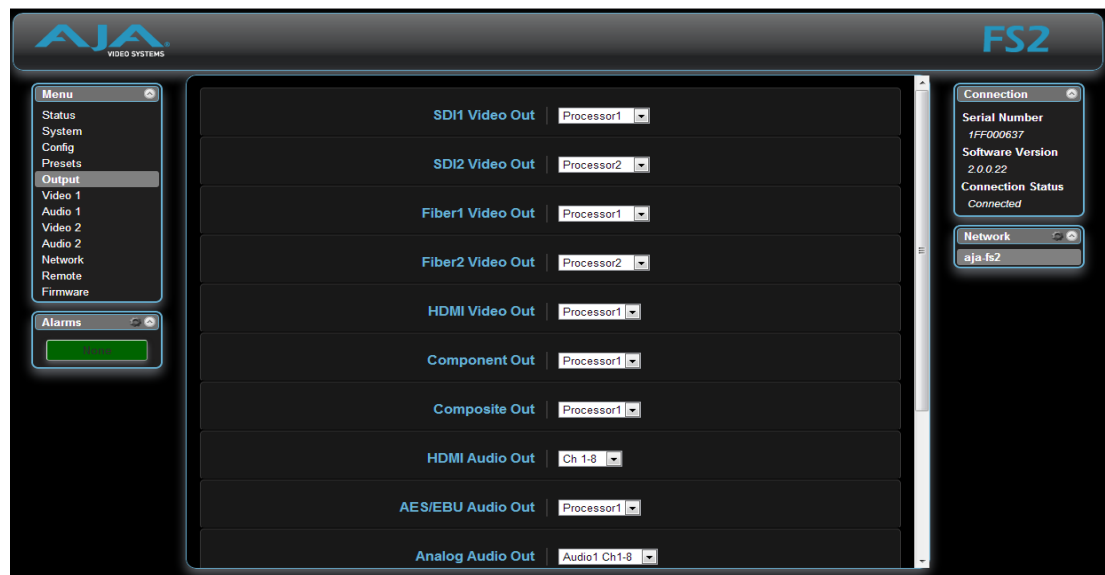 AJA
VIDEO SYSTEMS
FS2
Menu
Status
System
Config
Presets
Output
Video 1
Audio 1
Video 2
Audio 2
Network
Remote
Firmware
Alarms
None
SDI1 Video Out Processor1
SDI2 Video Out Processor2
Fiber1 Video Out Processor1
Fiber2 Video Out Processor2
HDMI Video Out Processor1
Component Out Processor1
Composite Out Processor1
HDMI Audio Out Ch 1-8
AES/EBU Audio Out Processor1
Analog Audio Out Audio1 Ch1-8
Connection
Serial Number
1FF000637
Software Version
2.0.0.22
Connection Status
Connected
Network
aja-fs2